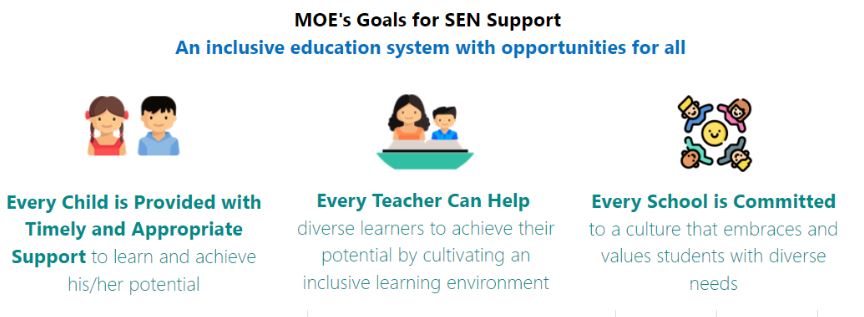 MOE's Goals for SEN Support
An inclusive education system with opportunities for all
Every Child is Provided with
Timely and Appropriate
Support to learn and achieve
his/her potential
Every Teacher Can Help
diverse learners to achieve their
potential by cultivating an
inclusive learning environment
Every School is Committed
to a culture that embraces and
values students with diverse
needs